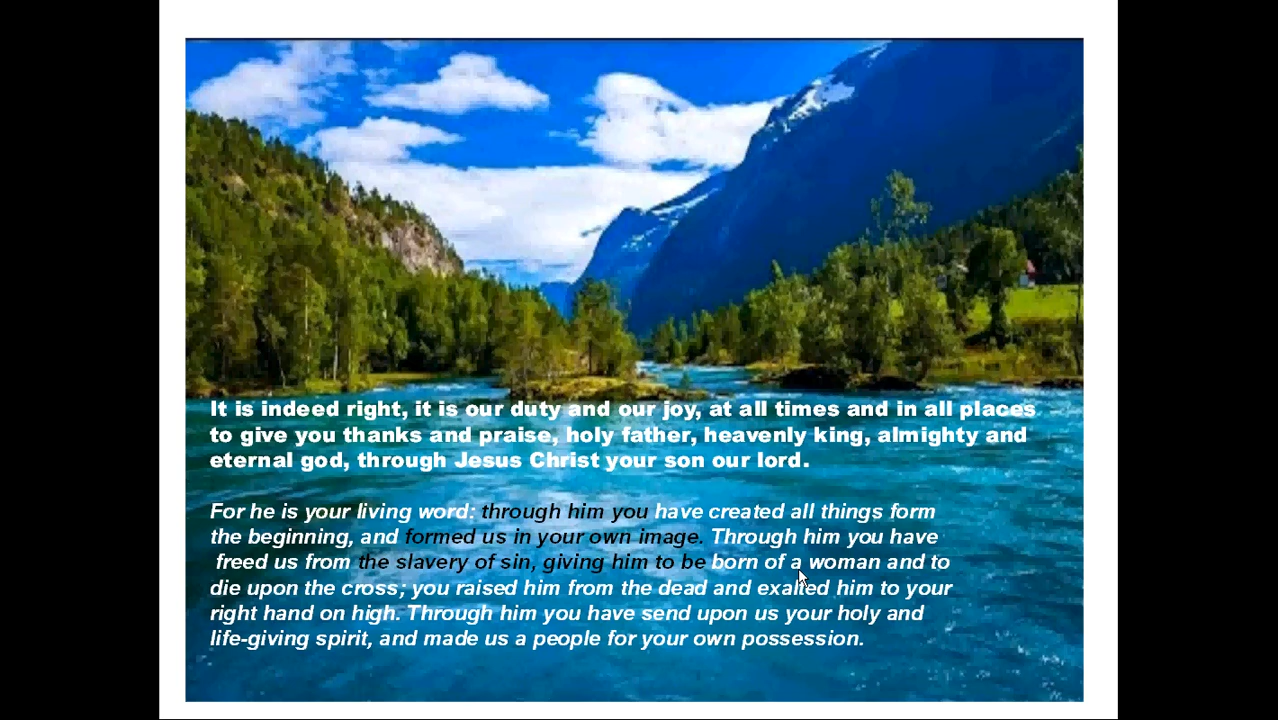 It is indeed right, it is our duty and our joy, at all times and in all places
to give you thanks and praise, holy father, heavenly king, almighty and
eternal god, through Jesus Christ your son our lord.
For he is your living word: through him you have created all things form
the beginning, and formed us in your own image. Through him you have
freed us from the slavery of sin, giving him to be born of a woman and to
die upon the cross; you raised him from the dead and exalted him to your
right hand on high. Through him you have send upon us your holy and
life-giving spirit, and made us a people for your own possession.